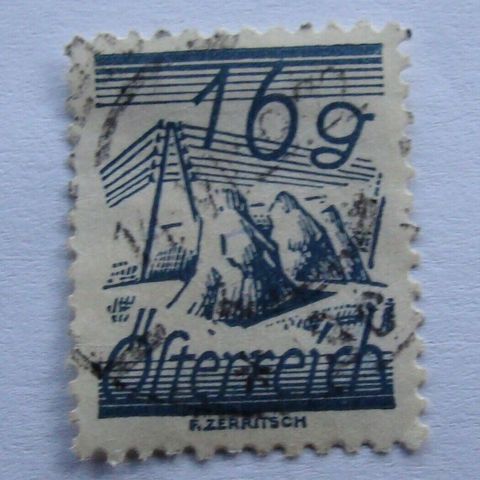 16g
Österreich
F. ZERRITSCH